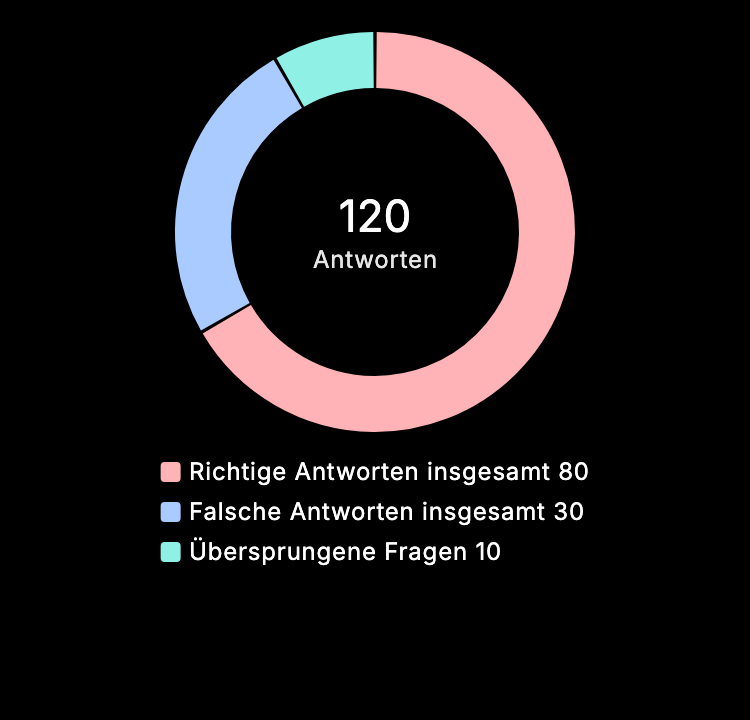 120
Antworten
Richtige Antworten insgesamt 80
Falsche Antworten insgesamt 30
Übersprungene Fragen 10